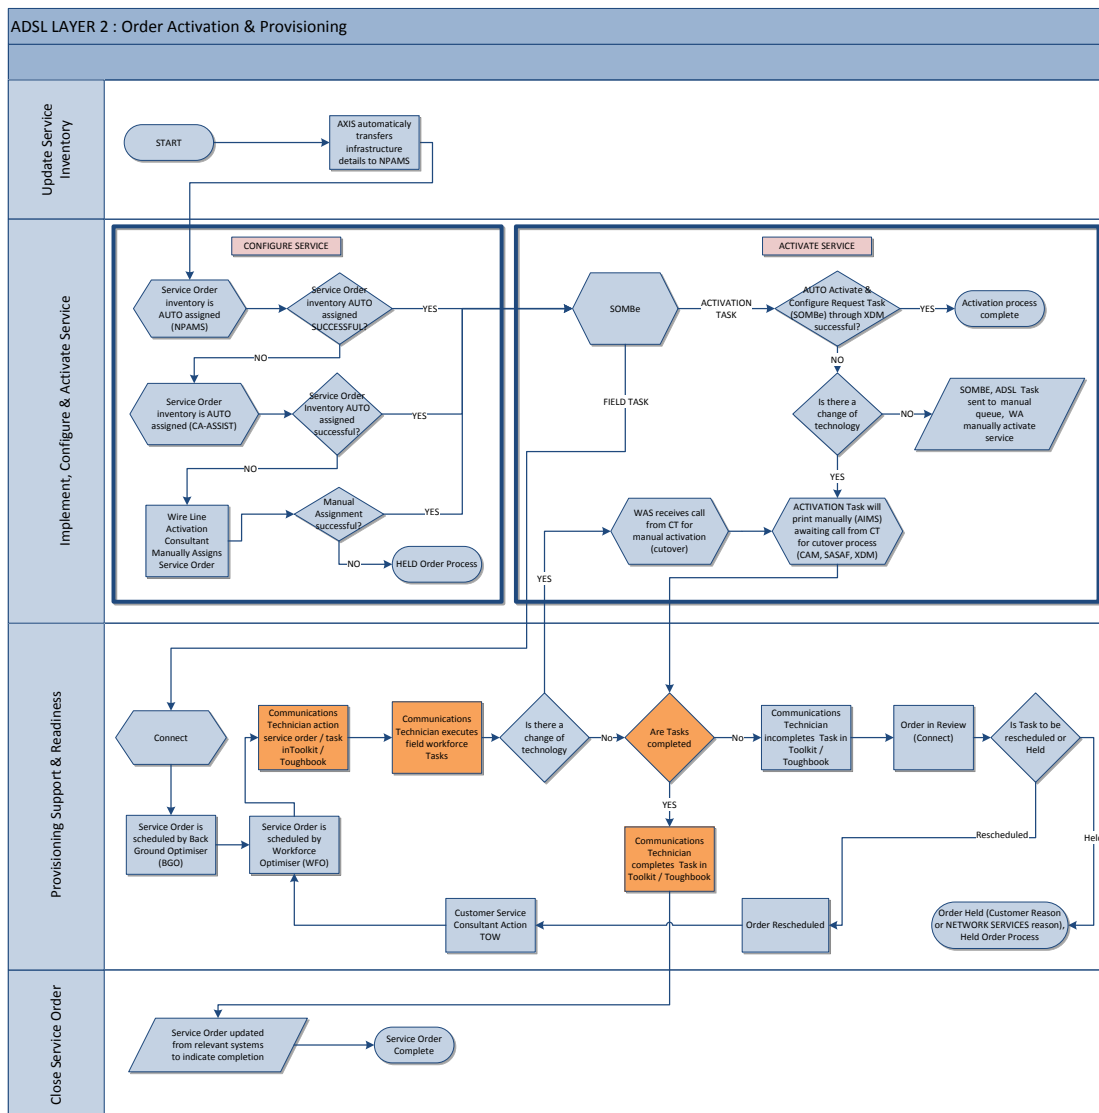 ADSL LAYER 2 : Order Activation & Provisioning
Update Service
Inventory
START
AXIS automaticaly
transfers
infrastructure
details to NPAMS
Implement, Configure & Activate Service
CONFIGURE SERVICE
Service Order
inventory is
AUTO assigned
(NPAMS)
Service Order
inventory AUTO
assigned
SUCCESSFUL?
YES
NO
Service Order
inventory is AUTO
assigned (CA-ASSIST)
Service Order
Inventory AUTO
assigned
successful?
YES
NO
Wire Line
Activation
Consultant
Manually Assigns
Service Order
Manual
Assignment
successful?
YES
NO
HELD Order Process
ACTIVATE SERVICE
SOMBe
ACTIVATION
TASK
FIELD TASK
AUTO Activate &
Configure Request Task
(SOMBe) through XDM
successful?
YES
Activation process
complete
NO
Is there a
change of
technology
NO
SOMBE, ADSL Task
sent to manual
queue, WA
manually activate
service
YES
WAS receives call
from CT for
manual activation
(cutover)
ACTIVATION Task will
print manually (AIMS)
awaiting call from CT
for cutover process
(CAM, SASAF, XDM)
YES
Provisioning Support & Readiness
Connect
Communications
Technician action
service order / task
inToolkit /
Toughbook
Communications
Technician executes
field workforce
Tasks
Is there a
change of
technology
No
Are Tasks
completed
No
Communications
Technician
incompletes Task in
Toolkit /
Toughbook
Order in Review
(Connect)
Is Task to be
rescheduled or
Held
YES
Rescheduled
Held
Service Order is
scheduled by Back
Ground Optimiser
(BGO)
Service Order is
scheduled by
Workforce
Optimiser (WFO)
Communications
Technician
completes Task in
Toolkit / Toughbook
Customer Service
Consultant Action
TOW
Order Rescheduled
Order Held (Customer Reason
or NETWORK SERVICES reason),
Held Order Process
Close Service Order
Service Order updated
from relevant systems
to indicate completion
Service Order
Complete